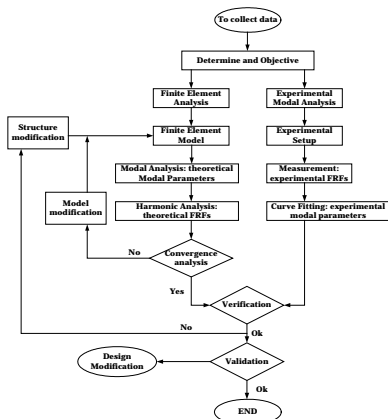 To collect data
Determine and Objective
Finite Element
Analysis
Experimental
Modal Analysis
Structure
modification
Finite Element
Model
Experimental
Setup
Modal Analysis: theoretical
Modal Parameters
Measurement:
experimental FRFs
Model
modification
Harmonic Analysis:
theoretical FRFs
Curve Fitting: experimental
modal parameters
No
Convergence
analysis
Yes
Verification
No
Ok
Design
Modification
Validation
Ok
END